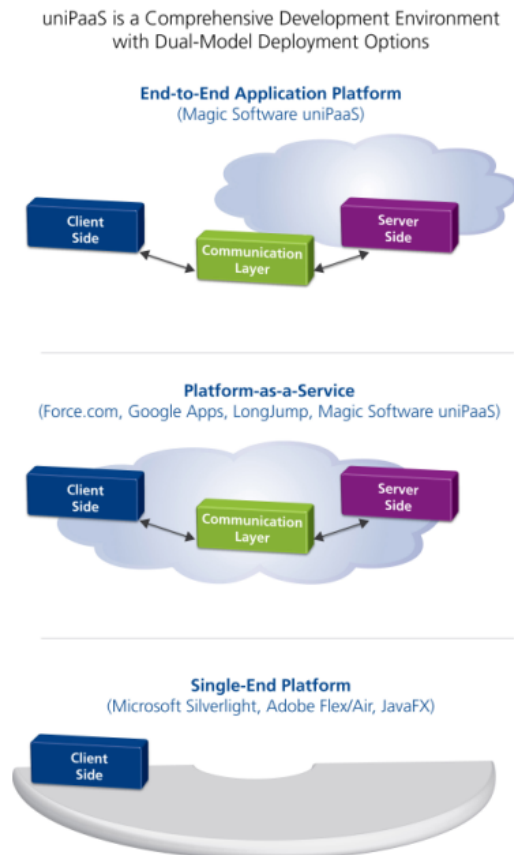 uniPaaS is a Comprehensive Development Environment
with Dual-Model Deployment Options
End-to-End Application Platform
(Magic Software uniPaaS)
Client
Side
Communication
Layer
Server
Side
Platform-as-a-Service
(Force.com, Google Apps, LongJump, Magic Software uniPaaS)
Client
Side
Communication
Layer
Server
Side
Single-End Platform
(Microsoft Silverlight, Adobe Flex/Air, JavaFX)
Client
Side